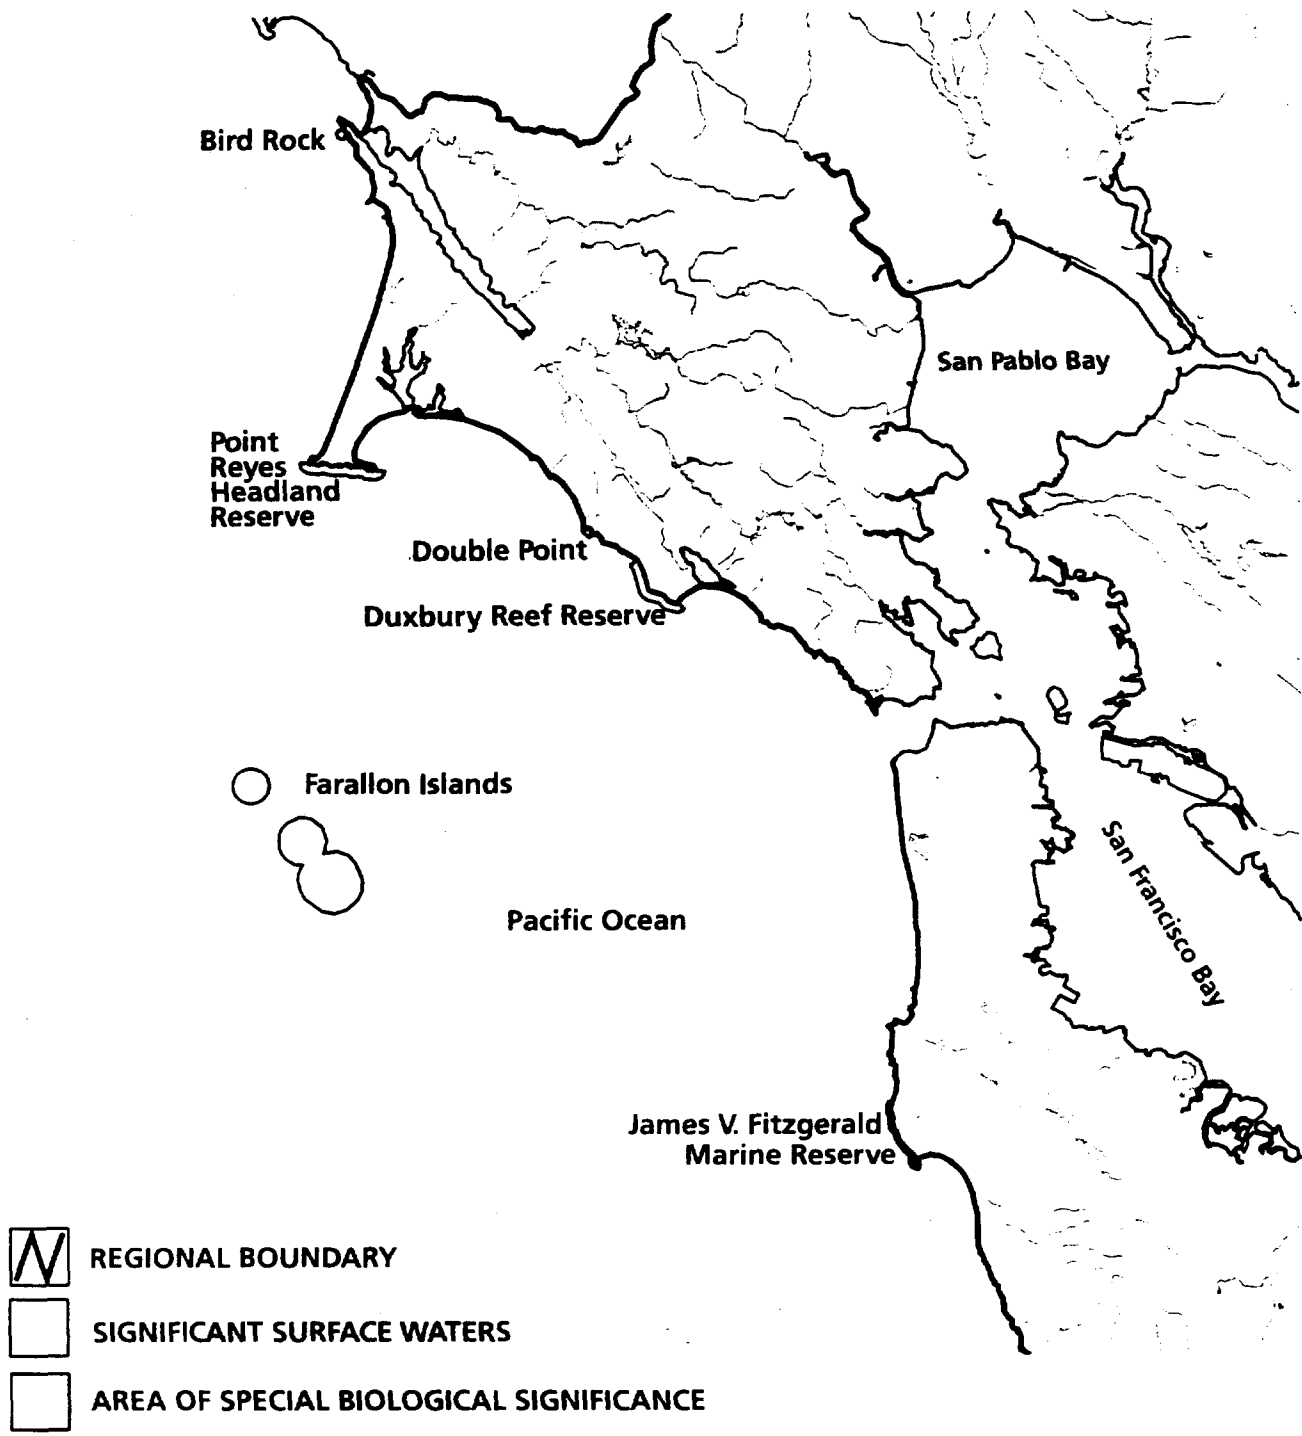 Bird Rock
San Pablo Bay
Point
Reyes
Headland
Reserve
Double Point
Duxbury Reef Reserve
Farallon Islands
San Francisco Bay
Pacific Ocean
James V. Fitzgerald
Marine Reserve
REGIONAL BOUNDARY
SIGNIFICANT SURFACE WATERS
AREA OF SPECIAL BIOLOGICAL SIGNIFICANCE